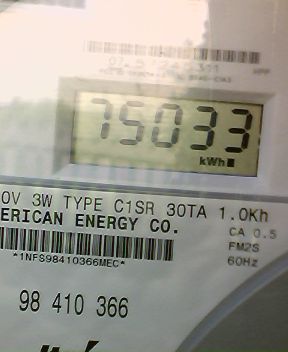 75033
kWh
0V 3W TYPE C1SR 30TA 1.0Kh
ERICAN ENERGY CO.
CA 0.5
FM2S
*1NFS98410366MEC*
60Hz
98 410 366